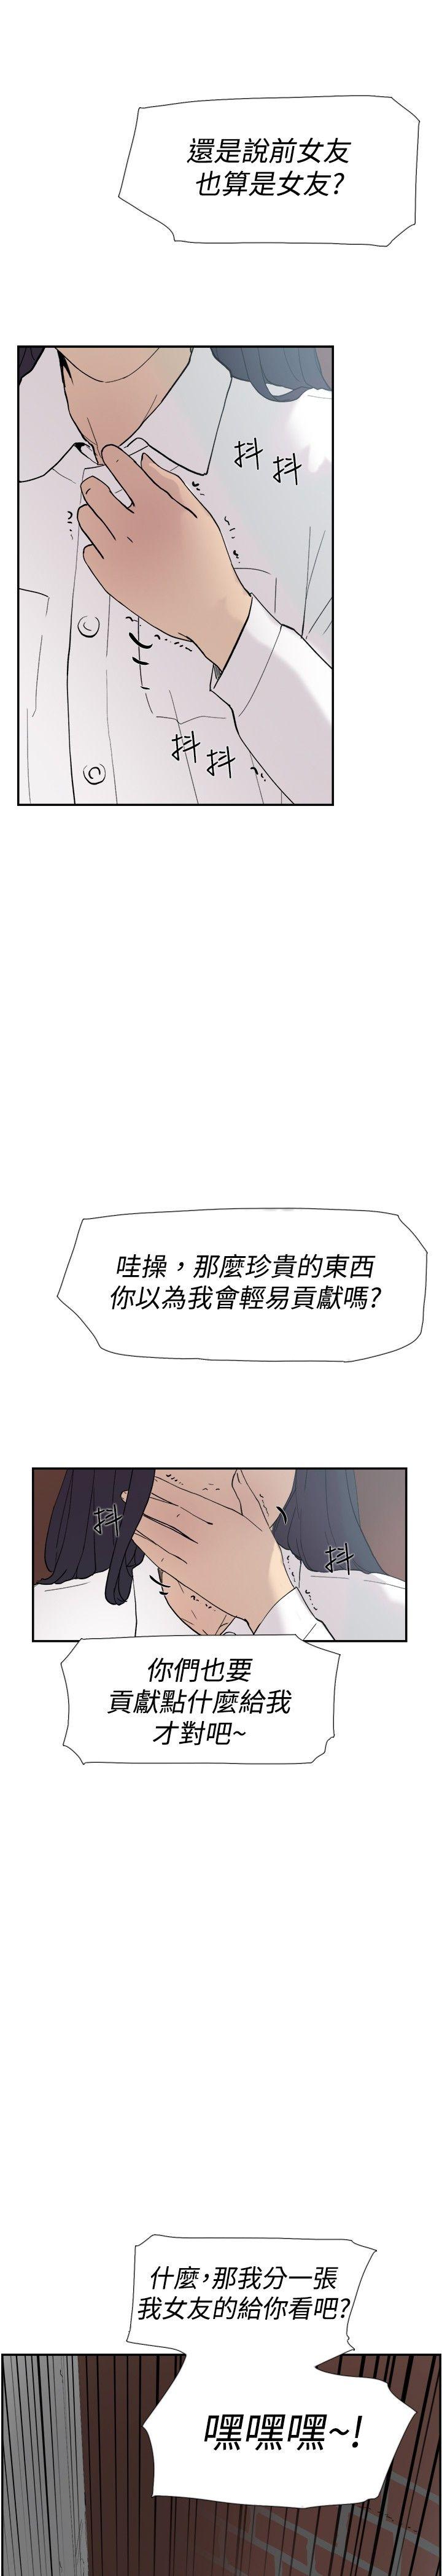 還是說前女友
也算是女友?
抖
抖
抖
抖
哇操，那麼珍貴的東西
你以為我會輕易貢獻嗎?
抖
抖
你們也要
貢獻點什麼給我
才對吧~
什麼，那我分一張
我女友的給你看吧?
嘿嘿嘿~!